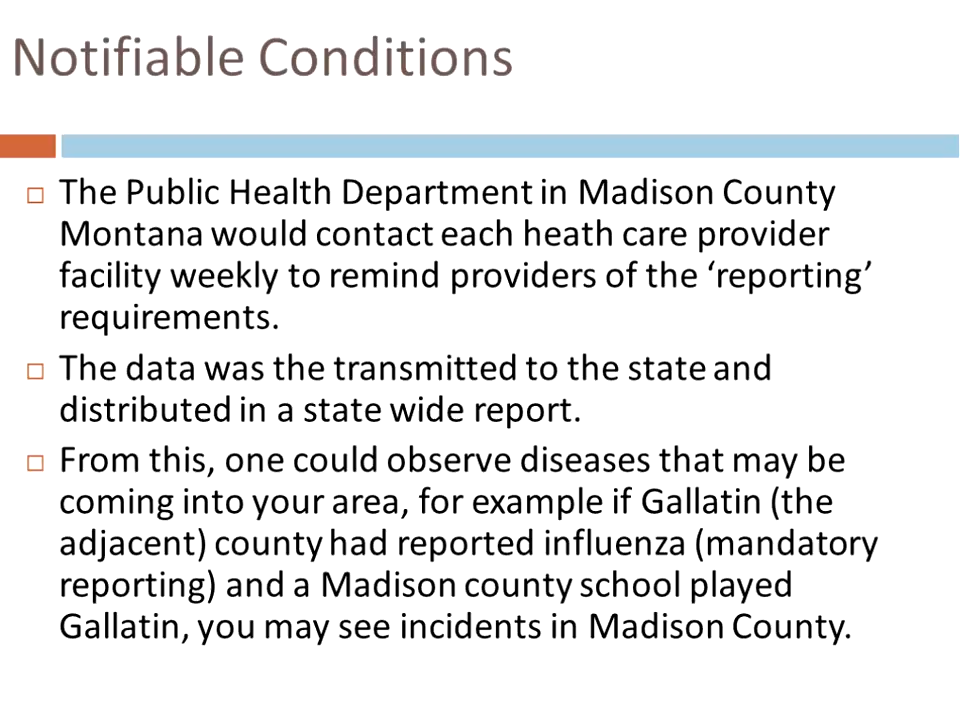 Notifiable Conditions
The Public Health Department in Madison County
Montana would contact each heath care provider
facility weekly to remind providers of the ‘reporting’
requirements.
The data was the transmitted to the state and
distributed in a state wide report.
From this, one could observe diseases that may be
coming into your area, for example if Gallatin (the
adjacent) county had reported influenza (mandatory
reporting) and a Madison county school played
Gallatin, you may see incidents in Madison County.